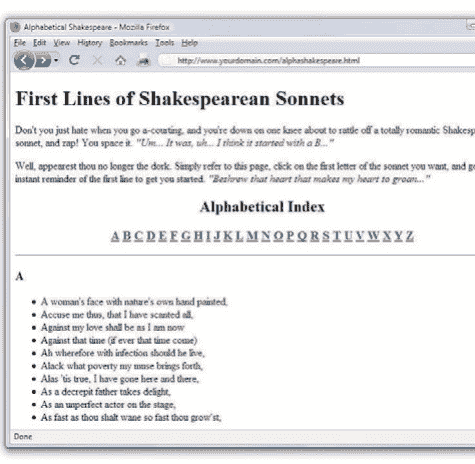 Alphabetical Shakespeare - Mozilla Firefox
File Edit View History Bookmarks Tools Help
http://www.yourdomain.com/alphashakespeare.html
First Lines of Shakespearean Sonnets
Don't you just hate when you go a-courting, and you're down on one knee about to rattle off a totally romantic Shakesp
sonnet, and zap! You space it. "Um... It was, uh... I think it started with a B..."
Well, appearest thou no longer the dork. Simply refer to this page, click on the first letter of the sonnet you want, and ge
instant reminder of the first line to get you started. "Beshrew that heart that makes my heart to groan..."
Alphabetical Index
A B C D E F G H I J K L M N O P Q R S T U V W X Y Z
A
• A woman's face with nature's own hand painted,
• Accuse me thus, that I have scanted all,
• Against my love shall be as I am now
• Against that time (if ever that time come)
• Ah wherefore with infection should he live,
• Alack what poverty my muse brings forth,
• Alas 'tis true, I have gone here and there,
• As a decrepit father takes delight,
• As an unperfect actor on the stage,
• As fast as thou shalt wane so fast thou grow'st,
Done